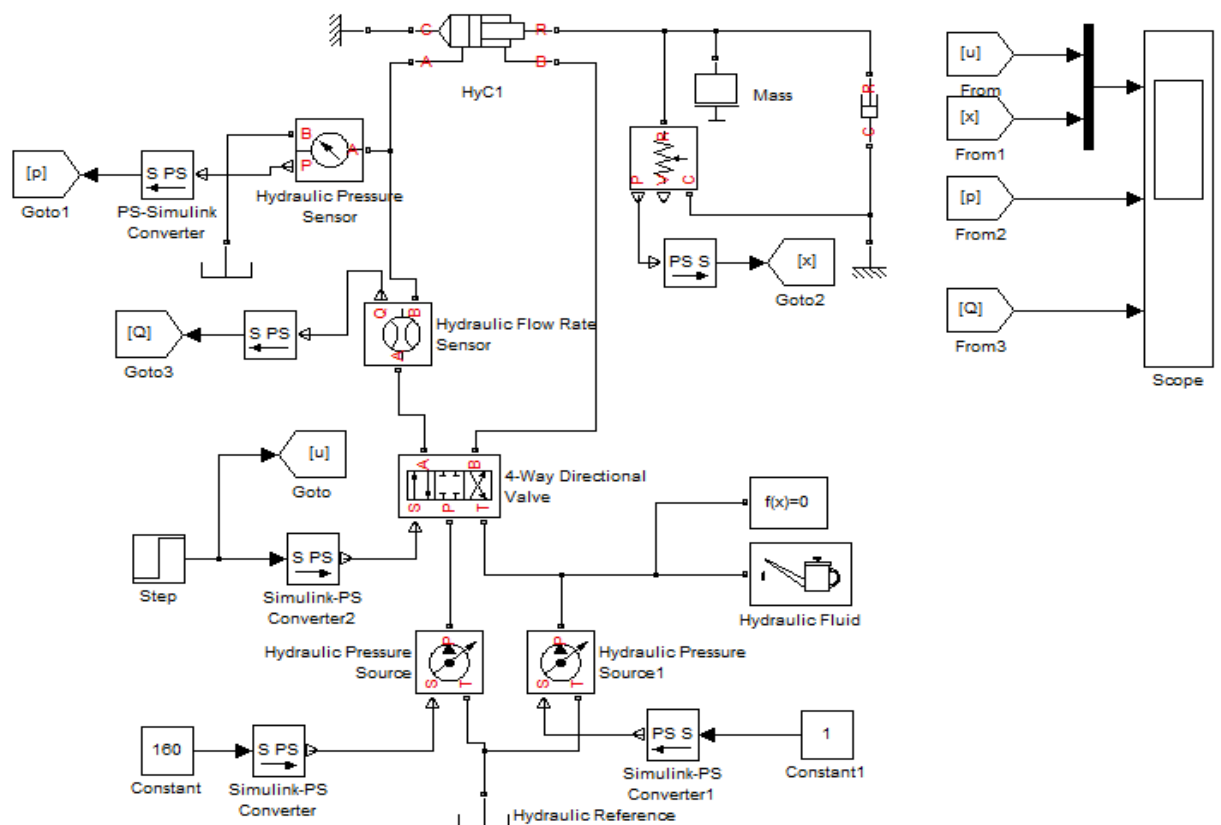 C
R
A
B
HyC1
Mass
R
C
[u]
From
[x]
From1
[p]
From2
[Q]
From3
Scope
[p]
Goto1
S PS
PS-Simulink
Converter
B
P
A
Hydraulic Pressure
Sensor
R
P
V
C
PS S
[x]
Goto2
[Q]
Goto3
S PS
Q
B
A
Hydraulic Flow Rate
Sensor
[u]
Goto
A
B
S
P
T
4-Way Directional
Valve
f(x)=0
Step
S PS
Simulink-PS
Converter2
Hydraulic Fluid
Hydraulic Pressure
Source
P
S
T
P
S
T
Hydraulic Pressure
Source1
160
Constant
S PS
Simulink-PS
Converter
PS S
Simulink-PS
Converter1
1
Constant1
Hydraulic Reference